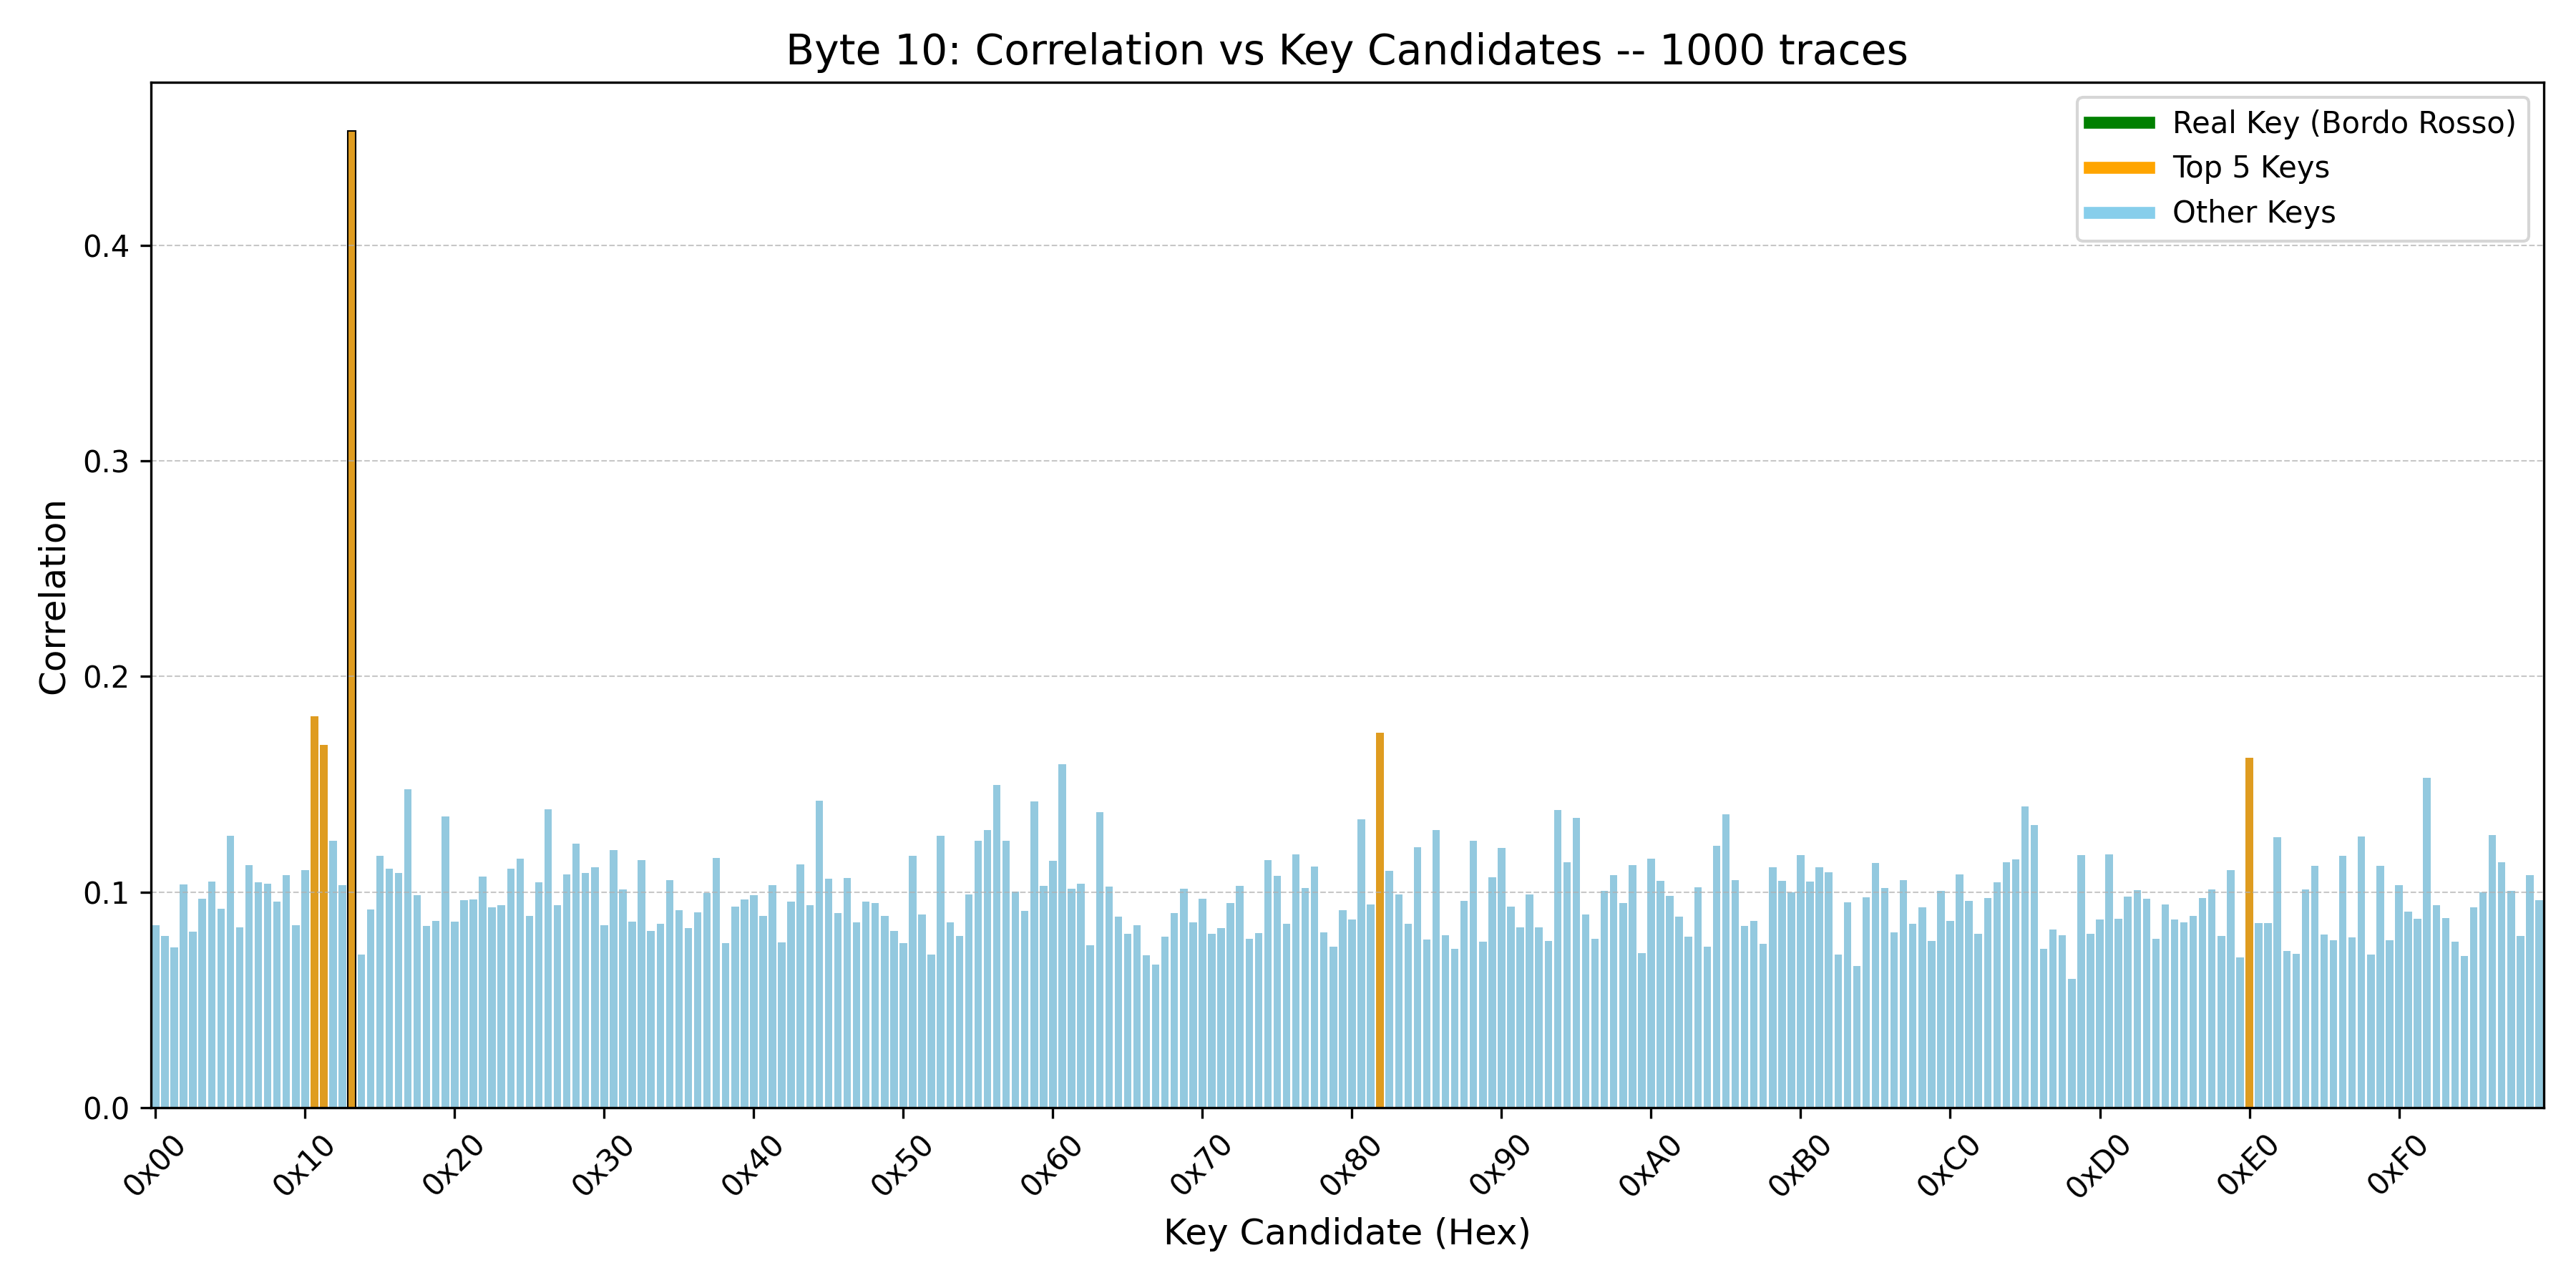 Byte 10: Correlation vs Key Candidates -- 1000 traces
Real Key (Bordo Rosso)
Top 5 Keys
Other Keys
Correlation
0.4
0.3
0.2
0.1
0.0
0x00 0x10 0x20 0x30 0x40 0x50 0x60 0x70 0x80 0x90 0xA0 0xB0 0xC0 0xD0 0xE0 0xF0
Key Candidate (Hex)